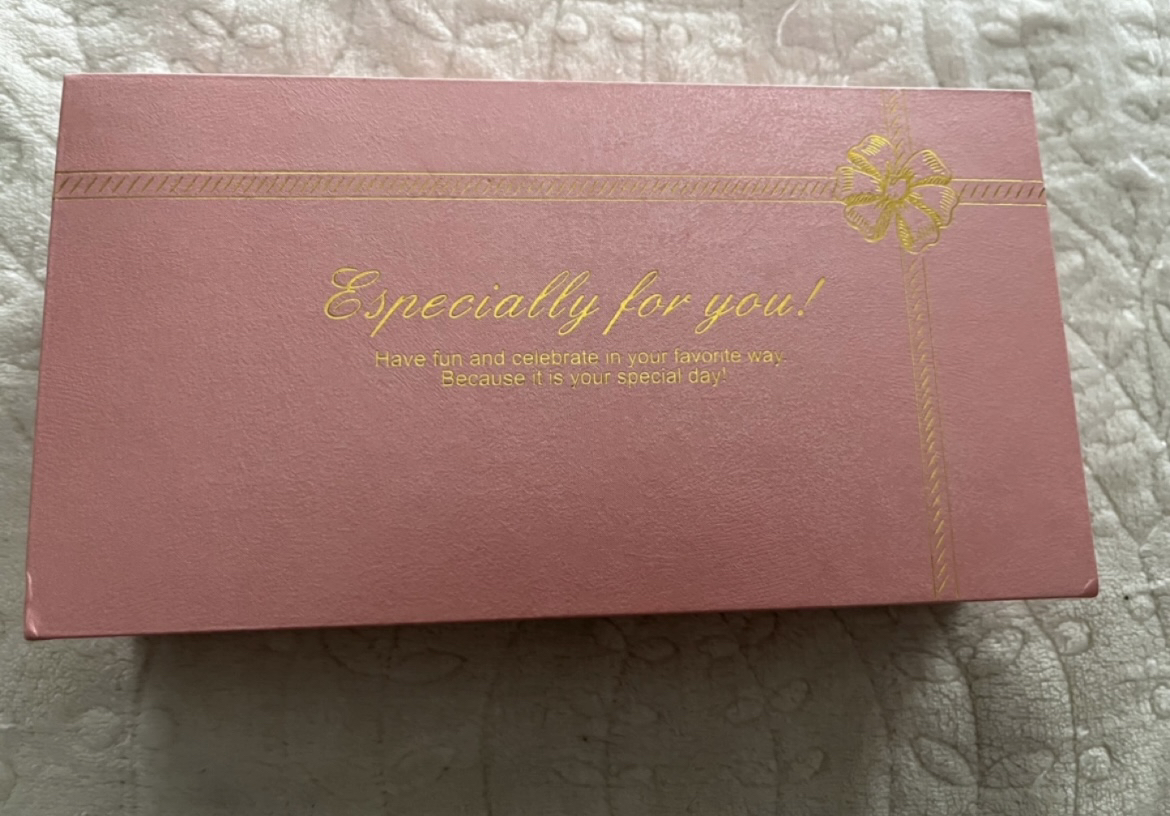 Especially for you!
Have fun and celebrate in your favorite way.
Because it is your special day!